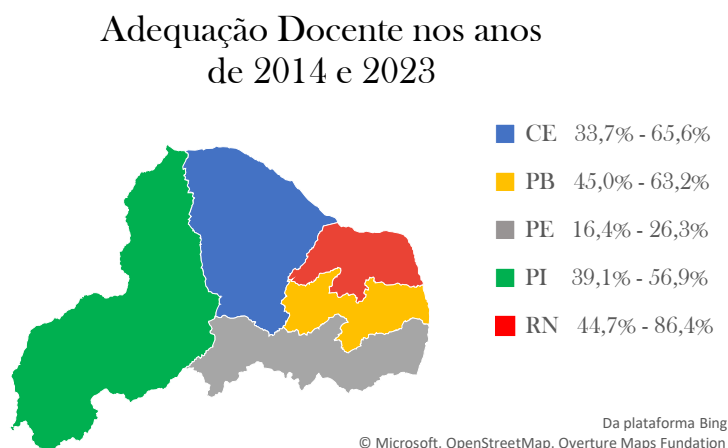 Adequação Docente nos anos
de 2014 e 2023
CE 33,7% - 65,6%
PB 45,0% - 63,2%
PE 16,4% - 26,3%
PI 39,1% - 56,9%
RN 44,7% - 86,4%
Da plataforma Bing
© Microsoft, OpenStreetMap, Overture Maps Fundation